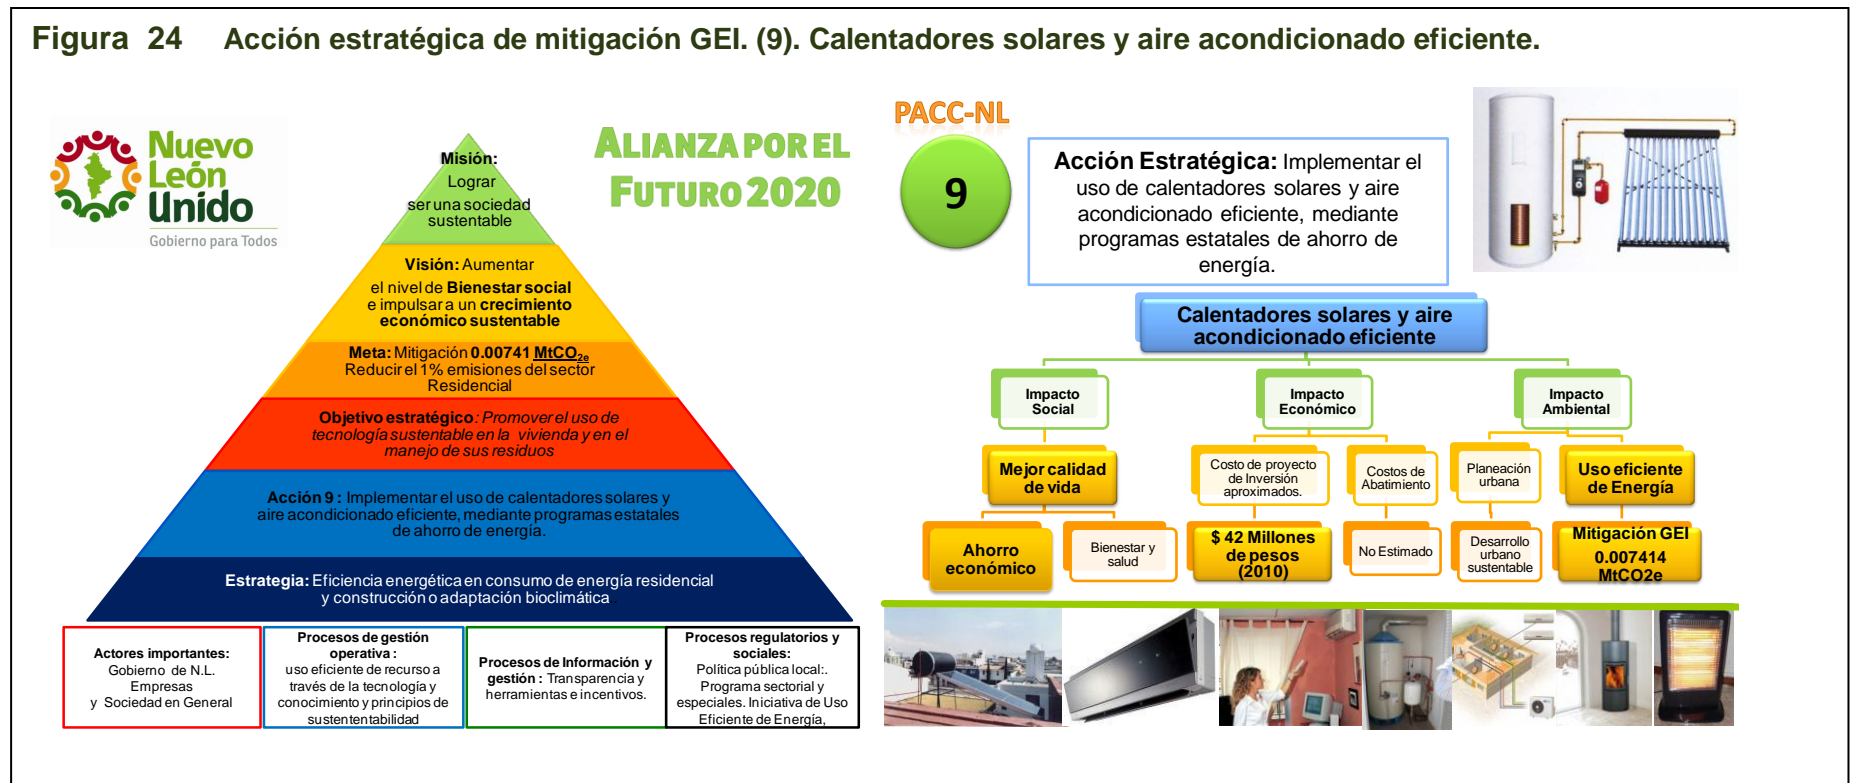 Figura 24 Acción estratégica de mitigación GEI. (9). Calentadores solares y aire acondicionado eficiente.
Nuevo
León
Unido
Gobierno para Todos
ALIANZA POR EL
FUTURO 2020
Misión:
Lograr
ser una sociedad
sustentable
Visión: Aumentar
el nivel de Bienestar social
e impulsar a un crecimiento
económico sustentable
Meta: Mitigación 0.00741 MtCO2e
Reducir el 1% emisiones del sector
Residencial
Objetivo estratégico: Promover el uso de
tecnología sustentable en la vivienda y en el
manejo de sus residuos
Acción 9 : Implementar el uso de calentadores solares y
aire acondicionado eficiente, mediante programas estatales
de ahorro de energía.
Estrategia: Eficiencia energética en consumo de energía residencial
y construcción o adaptación bioclimática
Actores importantes:
Gobierno de N.L.
Empresas
y Sociedad en General
Procesos de gestión
operativa :
uso eficiente de recurso a
través de la tecnología y
conocimiento y principios de
sustententabilidad
Procesos de Información y
gestión : Transparencia y
herramientas e incentivos.
Procesos regulatorios y
sociales:
Política pública local:.
Programa sectorial y
especiales. Iniciativa de Uso
Eficiente de Energía,
PACC-NL
9
Acción Estratégica: Implementar el
uso de calentadores solares y aire
acondicionado eficiente, mediante
programas estatales de ahorro de
energía.
Calentadores solares y aire
acondicionado eficiente
Impacto
Social
Impacto
Económico
Impacto
Ambiental
Mejor calidad
de vida
Costo de proyecto
de Inversión
aproximados.
Costos de
Abatimiento
Planeación
urbana
Uso eficiente
de Energía
Ahorro
económico
Bienestar y
salud
$ 42 Millones
de pesos
(2010)
No Estimado
Desarrollo
urbano
sustentable
Mitigación GEI
0.007414
MtCO2e